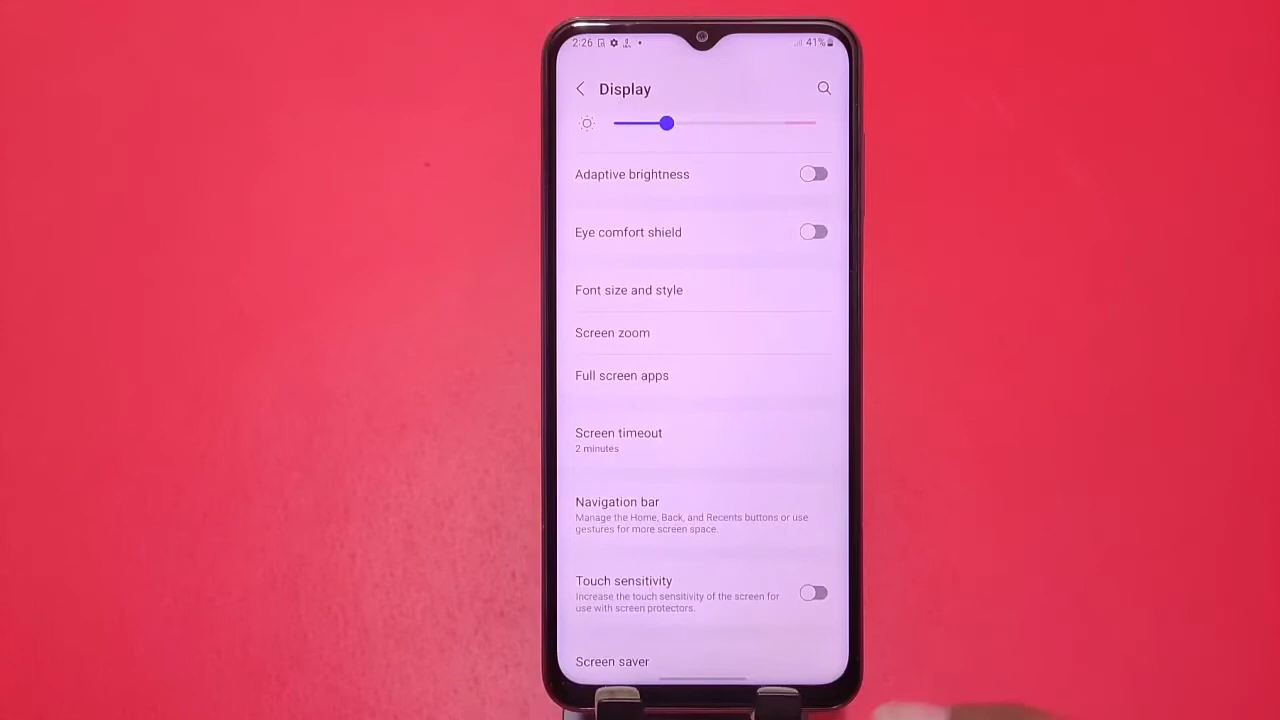 2:26
41%
Display
Adaptive brightness
Eye comfort shield
Font size and style
Screen zoom
Full screen apps
Screen timeout
2 minutes
Navigation bar
Manage the Home, Back, and Recents buttons or use
gestures for more screen space.
Touch sensitivity
Increase the touch sensitivity of the screen for
use with screen protectors.
Screen saver